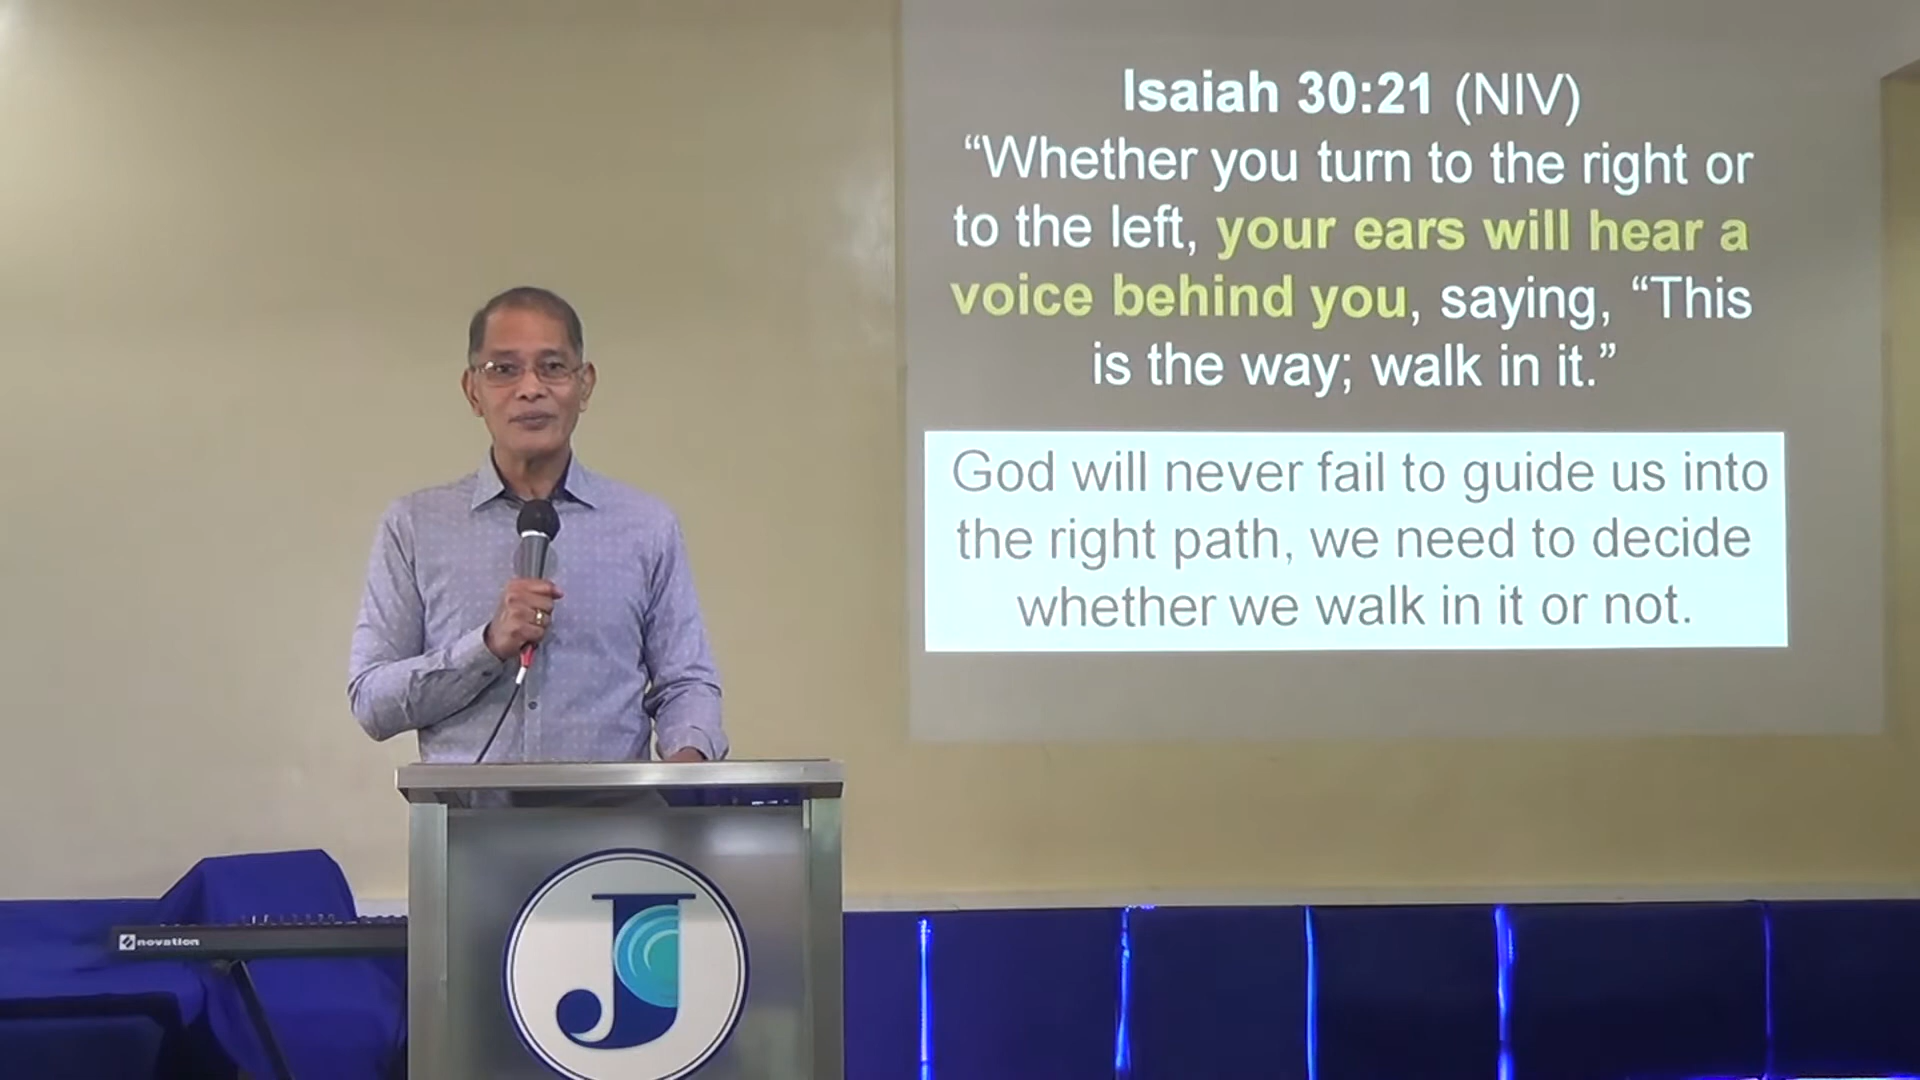 Isaiah 30:21 (NIV)
“Whether you turn to the right or
to the left, your ears will hear a
voice behind you, saying, “This
is the way; walk in it.”
God will never fail to guide us into
the right path, we need to decide
whether we walk in it or not.
novation
J